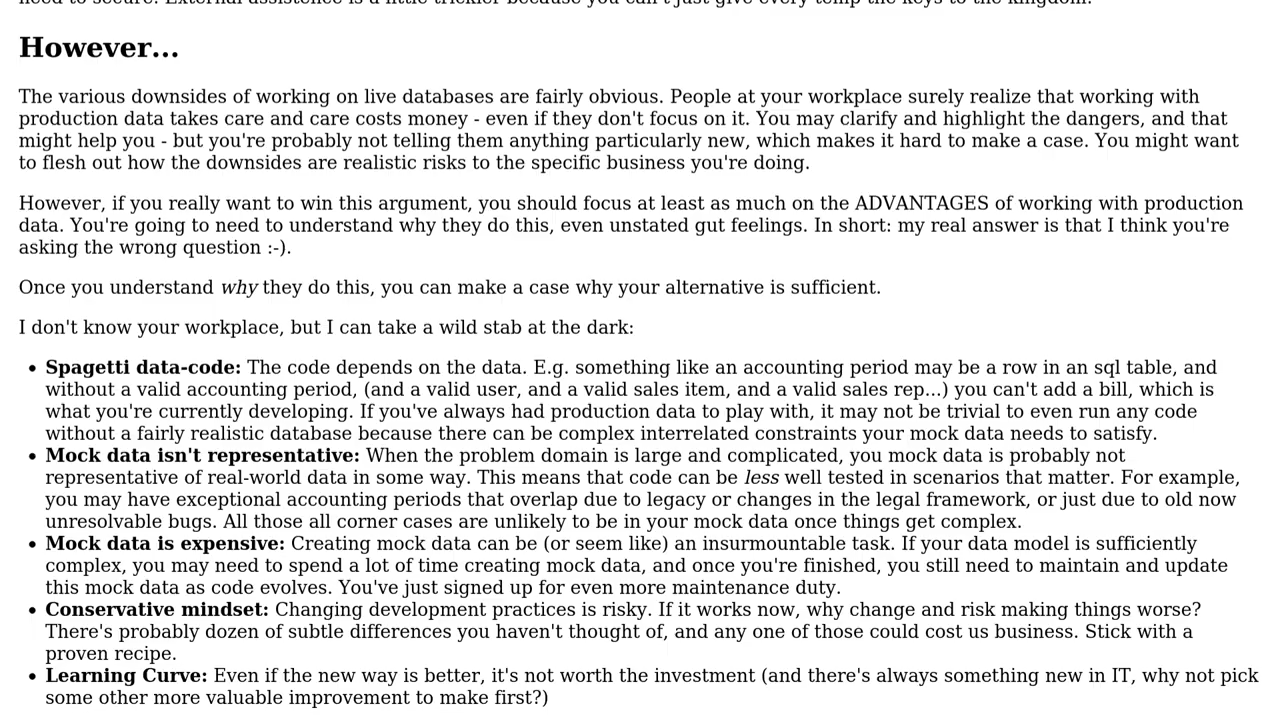 need to secure. External assistence is a little trickier because you can't just give every temp the keys to the kingdom.
However...
The various downsides of working on live databases are fairly obvious. People at your workplace surely realize that working with
production data takes care and care costs money - even if they don't focus on it. You may clarify and highlight the dangers, and that
might help you - but you're probably not telling them anything particularly new, which makes it hard to make a case. You might want
to flesh out how the downsides are realistic risks to the specific business you're doing.
However, if you really want to win this argument, you should focus at least as much on the ADVANTAGES of working with production
data. You're going to need to understand why they do this, even unstated gut feelings. In short: my real answer is that I think you're
asking the wrong question :-).
Once you understand why they do this, you can make a case why your alternative is sufficient.
I don't know your workplace, but I can take a wild stab at the dark:
• Spagetti data-code: The code depends on the data. E.g. something like an accounting period may be a row in an sql table, and
without a valid accounting period, (and a valid user, and a valid sales item, and a valid sales rep...) you can't add a bill, which is
what you're currently developing. If you've always had production data to play with, it may not be trivial to even run any code
without a fairly realistic database because there can be complex interrelated constraints your mock data needs to satisfy.
• Mock data isn't representative: When the problem domain is large and complicated, you mock data is probably not
representative of real-world data in some way. This means that code can be less well tested in scenarios that matter. For example,
you may have exceptional accounting periods that overlap due to legacy or changes in the legal framework, or just due to old now
unresolvable bugs. All those all corner cases are unlikely to be in your mock data once things get complex.
• Mock data is expensive: Creating mock data can be (or seem like) an insurmountable task. If your data model is sufficiently
complex, you may need to spend a lot of time creating mock data, and once you're finished, you still need to maintain and update
this mock data as code evolves. You've just signed up for even more maintenance duty.
• Conservative mindset: Changing development practices is risky. If it works now, why change and risk making things worse?
There's probably dozen of subtle differences you haven't thought of, and any one of those could cost us business. Stick with a
proven recipe.
• Learning Curve: Even if the new way is better, it's not worth the investment (and there's always something new in IT, why not pick
some other more valuable improvement to make first?)